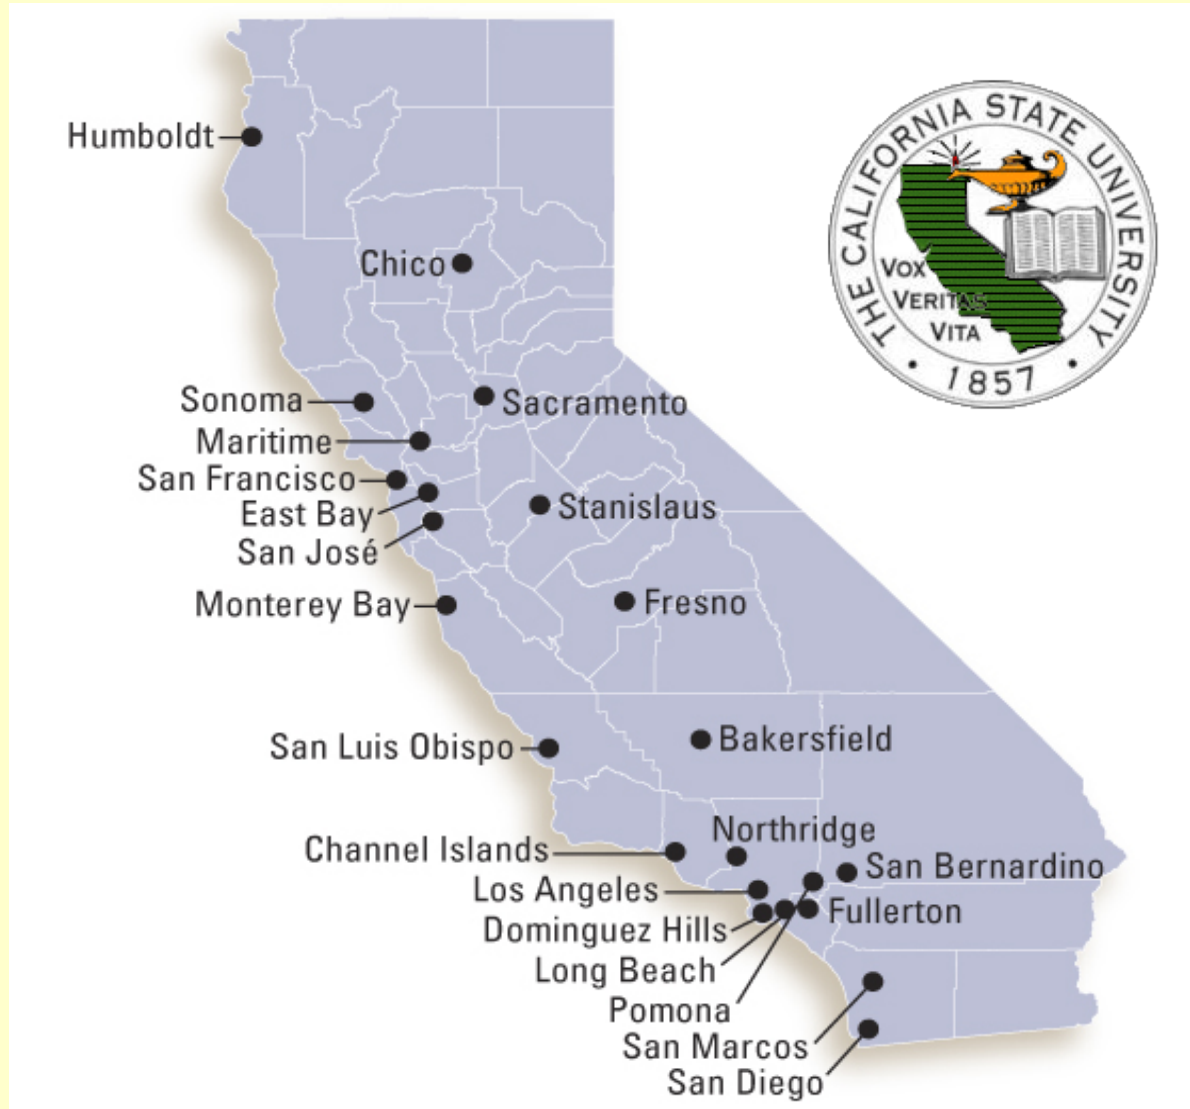 Humboldt
THE CALIFORNIA STATE UNIVERSITY
Chico
VOX
VERITAS
VITA
• 1857 •
Sonoma
Sacramento
Maritime
San Francisco
East Bay
Stanislaus
San José
Monterey Bay
Fresno
San Luis Obispo
Bakersfield
Northridge
Channel Islands
San Bernardino
Los Angeles
Fullerton
Dominguez Hills
Long Beach
Pomona
San Marcos
San Diego